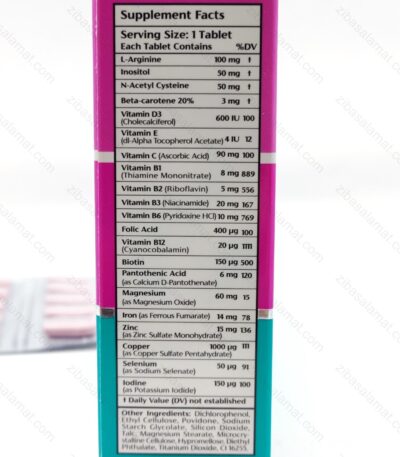 Supplement Facts
Serving Size: 1 Tablet
Each Tablet Contains %DV
L-Arginine 100 mg †
Inositol 50 mg †
N-Acetyl Cysteine 50 mg †
Beta-carotene 20% 3 mg †
Vitamin D3 600 IU 100
(Cholecalciferol)
Vitamin E
(dl-Alpha Tocopherol Acetate) 4 IU 12
Vitamin C (Ascorbic Acid) 90 mg 100
Vitamin B1 8 mg 889
(Thiamine Mononitrate)
Vitamin B2 (Riboflavin) 5 mg 556
Vitamin B3 (Niacinamide) 20 mg 167
Vitamin B6 (Pyridoxine HCl) 10 mg 769
Folic Acid 400 µg 100
Vitamin B12 20 µg 1111
(Cyanocobalamin)
Biotin 150 µg 500
Pantothenic Acid 6 mg 120
(as Calcium D-Pantothenate)
Magnesium 60 mg 15
(as Magnesium Oxide)
Iron (as Ferrous Fumarate) 14 mg 78
Zinc 15 mg 136
(as Zinc Sulfate Monohydrate)
Copper 1000 µg 111
(as Copper Sulfate Pentahydrate)
Selenium 50 µg 91
(as Sodium Selenate)
Iodine 150 µg 100
(as Potassium Iodide)
† Daily Value (DV) not established
Other Ingredients: Dichlorophenol,
Ethyl Cellulose, Povidone, Sodium
Starch Glycolate, Silicon Dioxide,
Talc, Magnesium Stearate, Microcry-
stalline Cellulose, Hypromellose, Diethyl
Phthalate, Titanium Dioxide, CI 16255.
zibasalamat.com